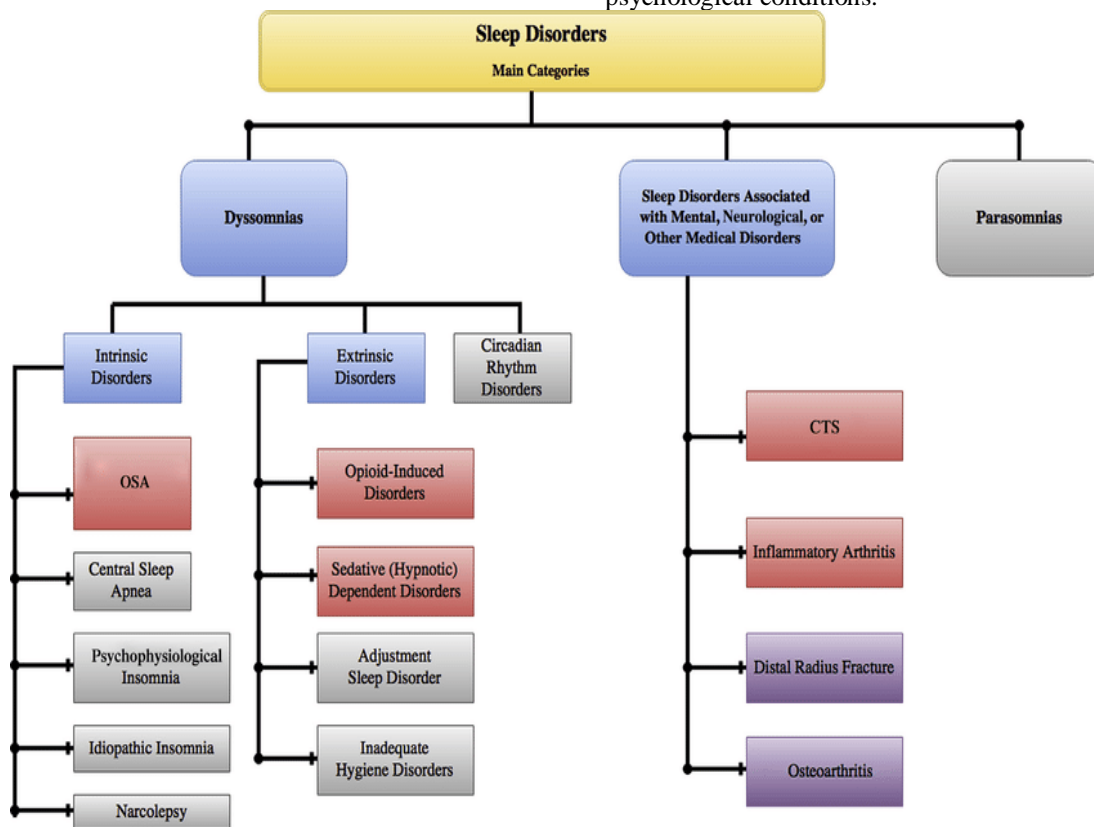 psychological conditions.
Sleep Disorders
Main Categories
Dyssomnias
Sleep Disorders Associated
with Mental, Neurological, or
Other Medical Disorders
Parasomnias
Intrinsic
Disorders
Extrinsic
Disorders
Circadian
Rhythm
Disorders
OSA
Central Sleep
Apnea
Psychophysiological
Insomnia
Idiopathic Insomnia
Narcolepsy
Opioid-Induced
Disorders
Sedative (Hypnotic)
Dependent Disorders
Adjustment
Sleep Disorder
Inadequate
Hygiene Disorders
CTS
Inflammatory Arthritis
Distal Radius Fracture
Osteoarthritis